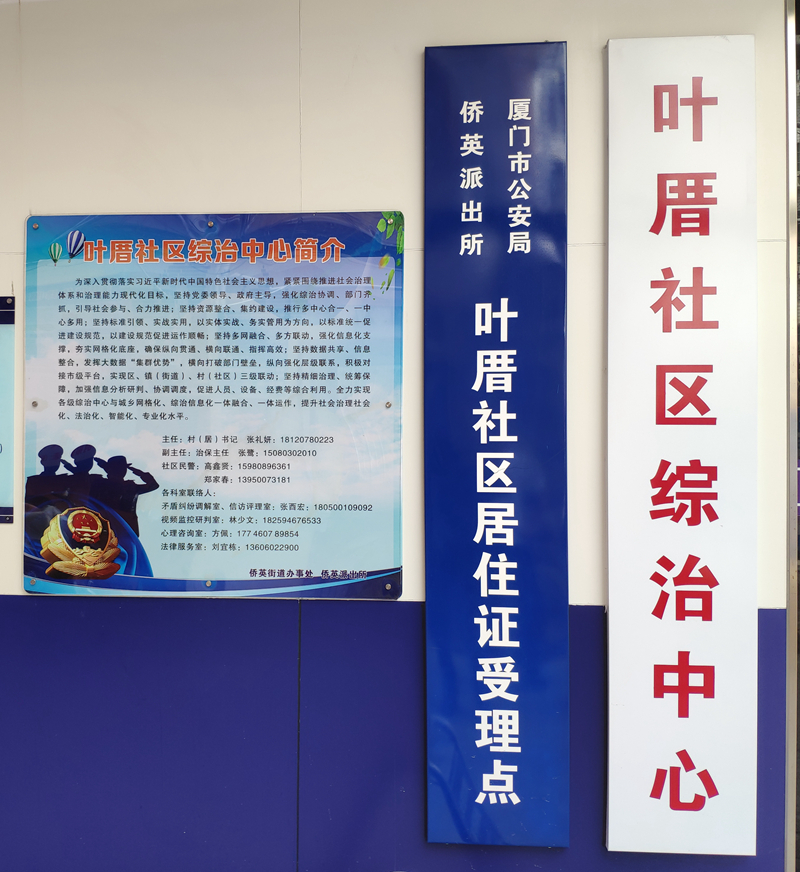 叶厝社区综治中心简介
为深入贯彻落实习近平新时代中国特色社会主义思想，紧紧围绕推进社会治理
体系和治理能力现代化目标，坚持党委领导、政府主导，强化综治协调、部门齐
抓，引导社会参与、合力推进；坚持资源整合、集约建设，推行多中心合一、一中
心多用；坚持标准引领、实战实用，以实体实战、务实管用为方向，以标准统一促
进建设规范，以建设规范促进运作顺畅；坚持多网融合、多方联动，强化信息化支
撑，夯实网格化底座，确保纵向贯通、横向联通、指挥高效；坚持数据共享、信息
整合，发挥大数据“集群优势”，横向打破部门壁垒，纵向强化层级联系，积极对
接市级平台，实现区、镇（街道）、村（社区）三级联动；坚持精细治理、统筹保
障，加强信息分析研判、协调调度，促进人员、设备、经费等综合利用。全力实现
各级综治中心与城乡网格化、综治信息化一体融合、一体运作，提升社会治理社会
化、法治化、智能化、专业化水平。
主任：村（居）书记 张礼妍：18120780223
副主任：治保主任 张鹭：15080302010
社区民警：高鑫贤：15980896361
郑家春：13950073181
各科室联络人：
矛盾纠纷调解室、信访评理室：张西宏：180500109092
视频监控研判室：林少文：182594676533
心理咨询室：方佩：1774607 89854
法律服务室：刘宜栋：13606022900
侨英街道办事处 侨英派出所
厦门市公安局
侨英派出所
叶厝社区居住证受理点
叶厝社区综治中心